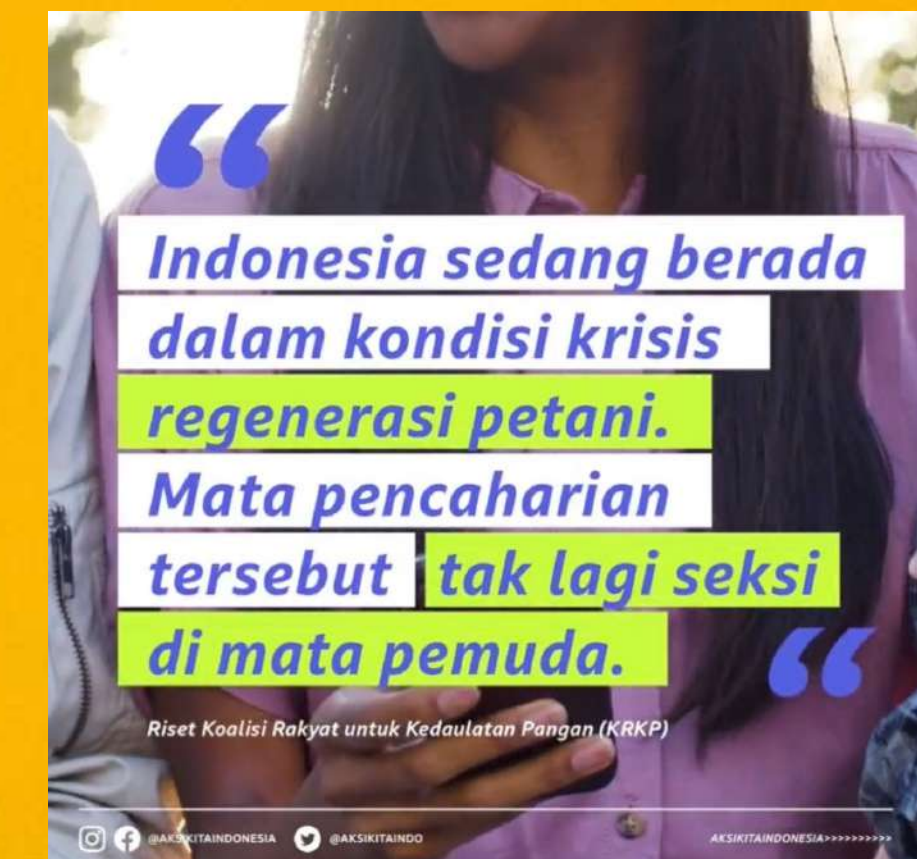 “
Indonesia sedang berada
dalam kondisi krisis
regenerasi petani.
Mata pencaharian
tersebut tak lagi seksi
di mata pemuda.
“
Riset Koalisi Rakyat untuk Kedaulatan Pangan (KRKP)
@AKSIKITAINDONESIA @AKSIKITAINDO AKSIKITAINDONESIA>>>>>>>>>>